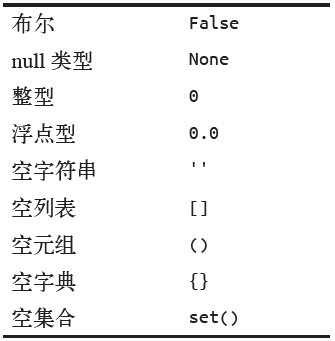 布尔 False
null 类型 None
整型 0
浮点型 0.0
空字符串 ''
空列表 []
空元组 ()
空字典 {}
空集合 set()